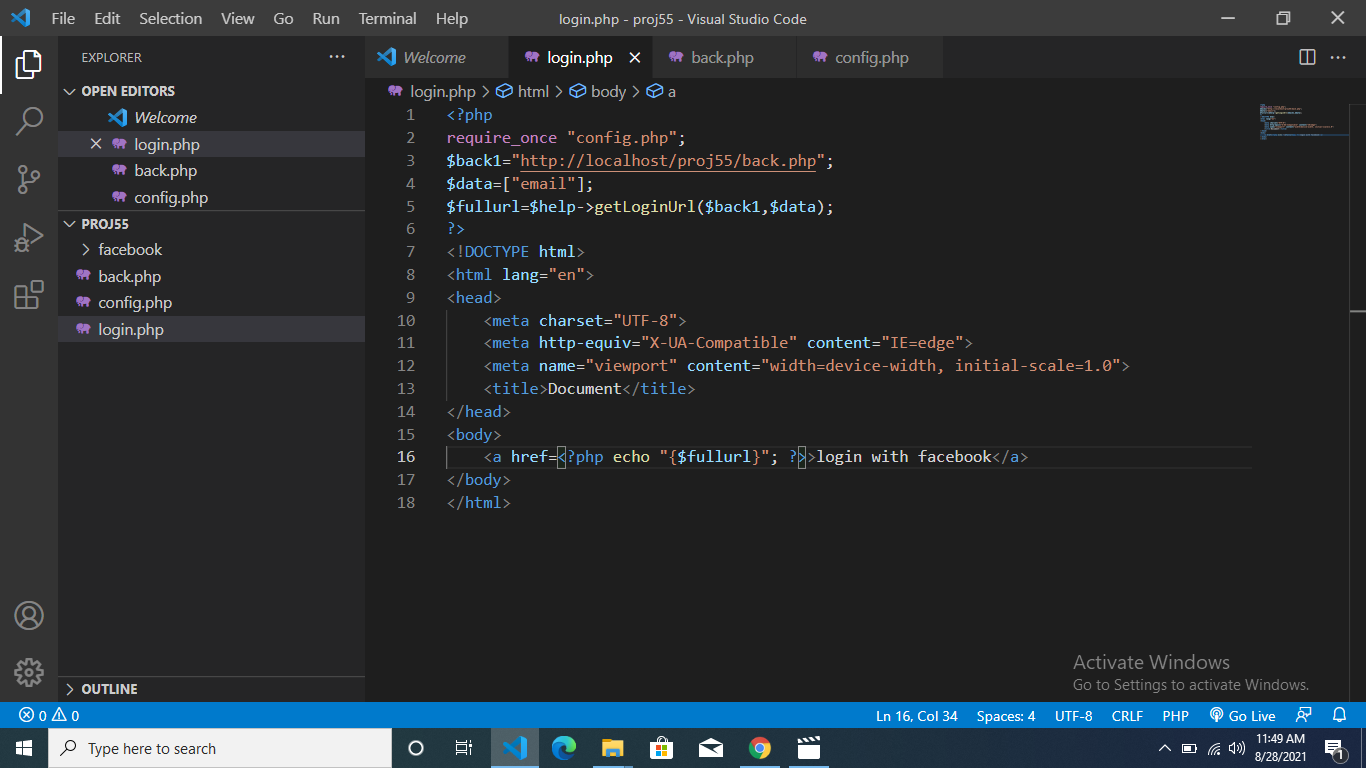 File Edit Selection View Go Run Terminal Help login.php - proj55 - Visual Studio Code
EXPLORER
Welcome login.php back.php config.php
OPEN EDITORS
Welcome
login.php
back.php
config.php
PROJ55
facebook
back.php
config.php
login.php
OUTLINE
login.php > html > body > a
1 <?php
2 require_once "config.php";
3 $back1="http://localhost/proj55/back.php";
4 $data=["email"];
5 $fullurl=$help->getLoginUrl($back1,$data);
6 ?>
7 <!DOCTYPE html>
8 <html lang="en">
9 <head>
10 <meta charset="UTF-8">
11 <meta http-equiv="X-UA-Compatible" content="IE=edge">
12 <meta name="viewport" content="width=device-width, initial-scale=1.0">
13 <title>Document</title>
14 </head>
15 <body>
16 <a href=<?php echo "{$fullurl}"; ?>>login with facebook</a>
17 </body>
18 </html>
Activate Windows
Go to Settings to activate Windows.
0 0 Ln 16, Col 34 Spaces: 4 UTF-8 CRLF PHP Go Live
Type here to search
11:49 AM
8/28/2021
1